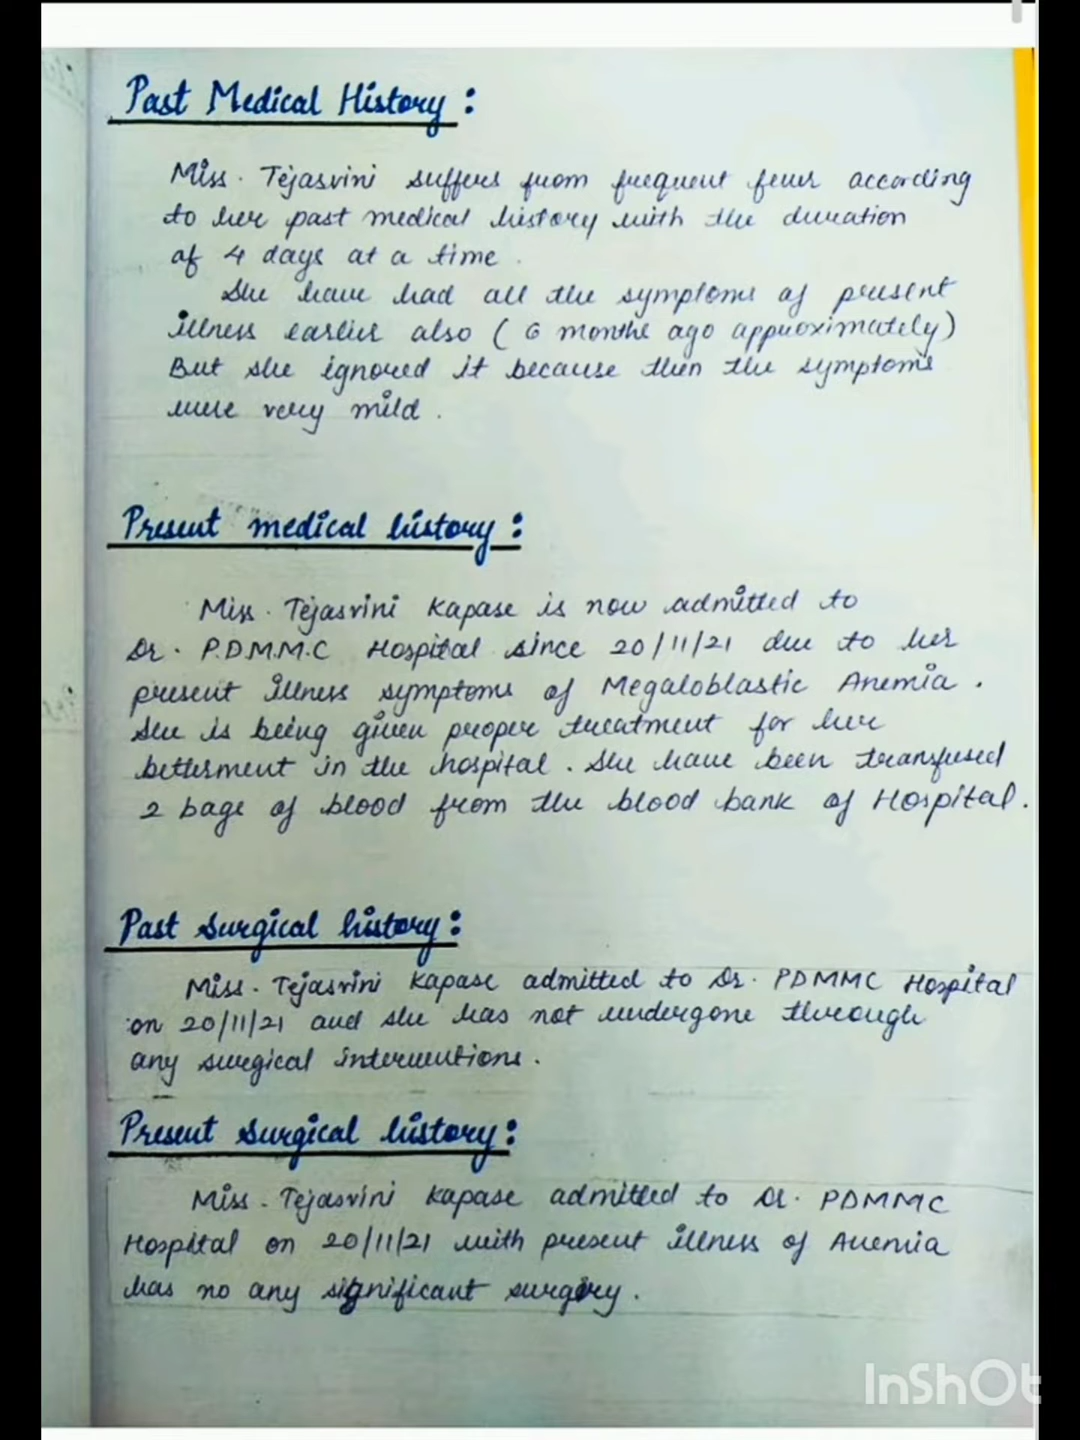 Past Medical History :
Miss. Tejasvini suffers from frequent fever according
to her past medical history with the duration
of 4 days at a time.
She have had all the symptoms of present
illness earlier also ( 6 months ago approximately)
But she ignored it because then the symptoms
were very mild.
Present medical history :
Miss. Tejasvini Kapase is now admitted to
Dr. P.D.M.M.C Hospital since 20/11/21 due to her
present illness symptoms of Megaloblastic Anemia.
She is being given proper treatment for her
betterment in the hospital. She have been transfused
2 bags of blood from the blood bank of Hospital.
Past surgical history :
Miss. Tejasvini Kapase admitted to Dr. PDMMC Hospital
on 20/11/21 and she has not undergone through
any surgical interventions.
Present surgical history :
Miss. Tejasvini Kapase admitted to Dr. PDMMC
Hospital on 20/11/21 with present illness of Anemia
has no any significant surgery.
InShOt